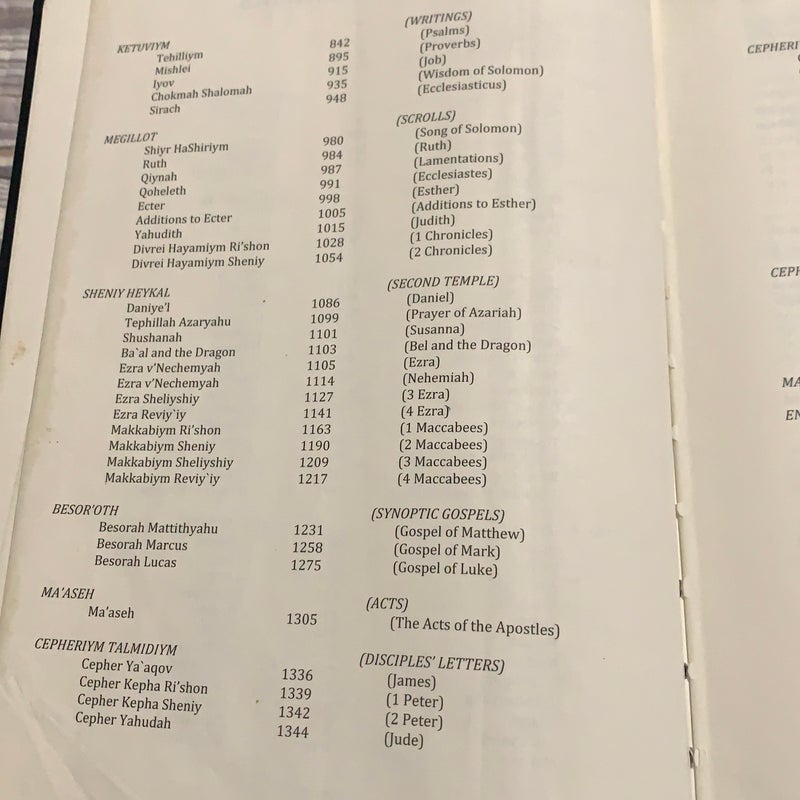 KETUVIYM (WRITINGS)
Tehilliym 842 (Psalms)
Mishlei 895 (Proverbs)
Iyov 915 (Job)
Chokmah Shalomah 935 (Wisdom of Solomon)
Sirach 948 (Ecclesiasticus)
MEGILLOT (SCROLLS)
Shiyr HaShiriym 980 (Song of Solomon)
Ruth 984 (Ruth)
Qiynah 987 (Lamentations)
Qoheleth 991 (Ecclesiastes)
Ecter 998 (Esther)
Additions to Ecter 1005 (Additions to Esther)
Yahudith 1015 (Judith)
Divrei Hayamiym Ri'shon 1028 (1 Chronicles)
Divrei Hayamiym Sheniy 1054 (2 Chronicles)
SHENIY HEYKAL (SECOND TEMPLE)
Daniye'l 1086 (Daniel)
Tephillah Azaryahu 1099 (Prayer of Azariah)
Shushanah 1101 (Susanna)
Ba`al and the Dragon 1103 (Bel and the Dragon)
Ezra v'Nechemyah 1105 (Ezra)
Ezra v'Nechemyah 1114 (Nehemiah)
Ezra Sheliyshiy 1127 (3 Ezra)
Ezra Reviy`iy 1141 (4 Ezra)
Makkabiym Ri'shon 1163 (1 Maccabees)
Makkabiym Sheniy 1190 (2 Maccabees)
Makkabiym Sheliyshiy 1209 (3 Maccabees)
Makkabiym Reviy`iy 1217 (4 Maccabees)
BESOR'OTH (SYNOPTIC GOSPELS)
Besorah Mattithyahu 1231 (Gospel of Matthew)
Besorah Marcus 1258 (Gospel of Mark)
Besorah Lucas 1275 (Gospel of Luke)
MA'ASEH (ACTS)
Ma'aseh 1305 (The Acts of the Apostles)
CEPHERIYM TALMIDIYM (DISCIPLES' LETTERS)
Cepher Ya`aqov 1336 (James)
Cepher Kepha Ri'shon 1339 (1 Peter)
Cepher Kepha Sheniy 1342 (2 Peter)
Cepher Yahudah 1344 (Jude)